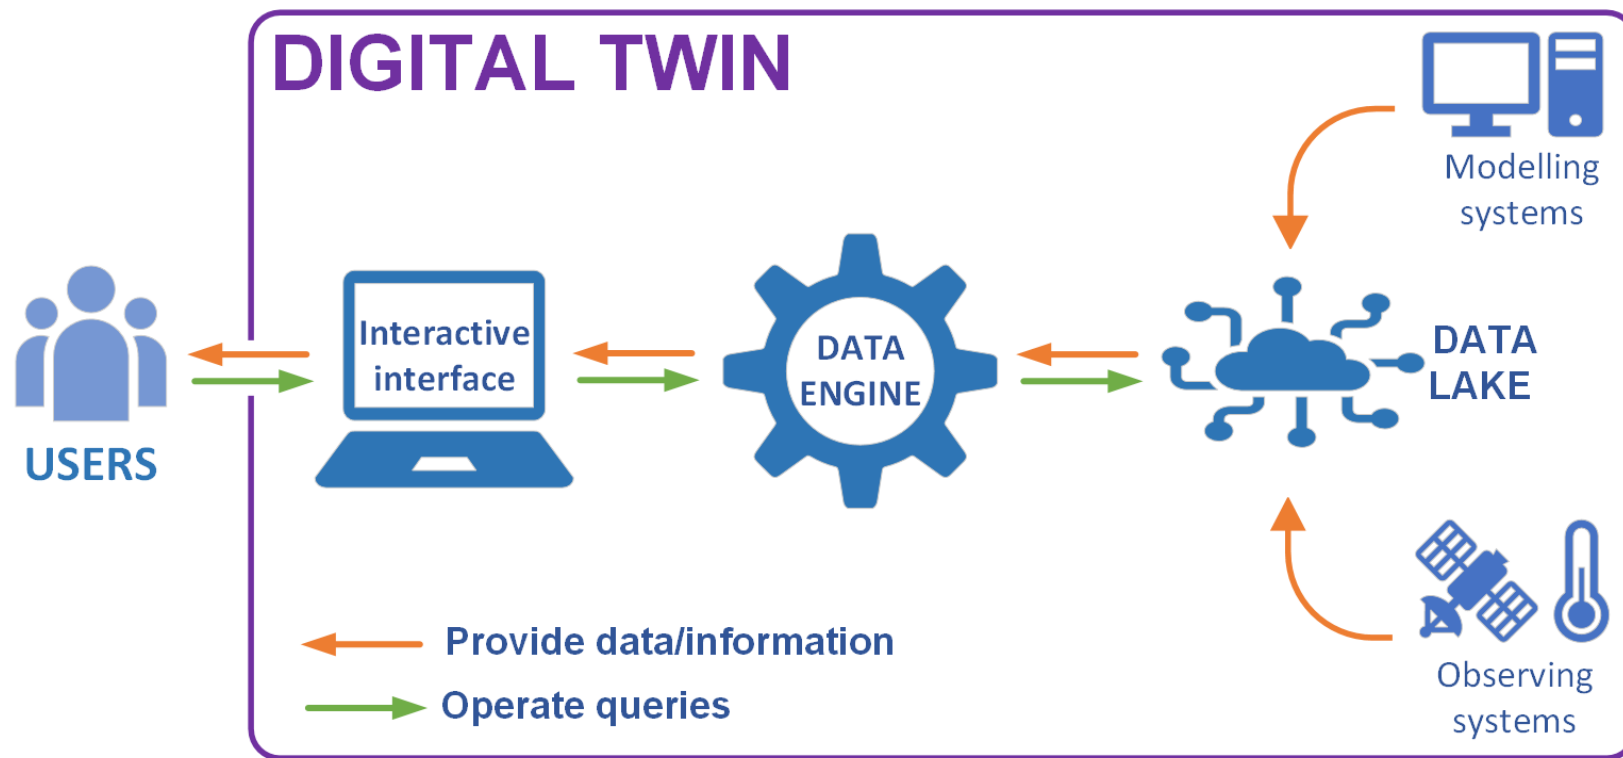 DIGITAL TWIN
Modelling
systems
Interactive
interface
DATA
ENGINE
DATA
LAKE
USERS
Provide data/information
Operate queries
Observing
systems